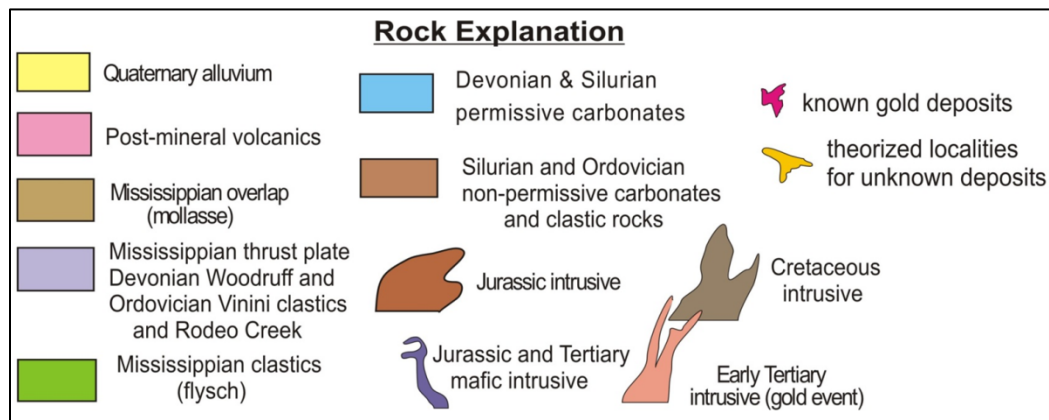 Rock Explanation
Quaternary alluvium
Post-mineral volcanics
Mississippian overlap
(mollasse)
Mississippian thrust plate
Devonian Woodruff and
Ordovician Vinini clastics
and Rodeo Creek
Mississippian clastics
(flysch)
Devonian & Silurian
permissive carbonates
Silurian and Ordovician
non-permissive carbonates
and clastic rocks
Jurassic intrusive
Jurassic and Tertiary
mafic intrusive
known gold deposits
theorized localities
for unknown deposits
Cretaceous
intrusive
Early Tertiary
intrusive (gold event)